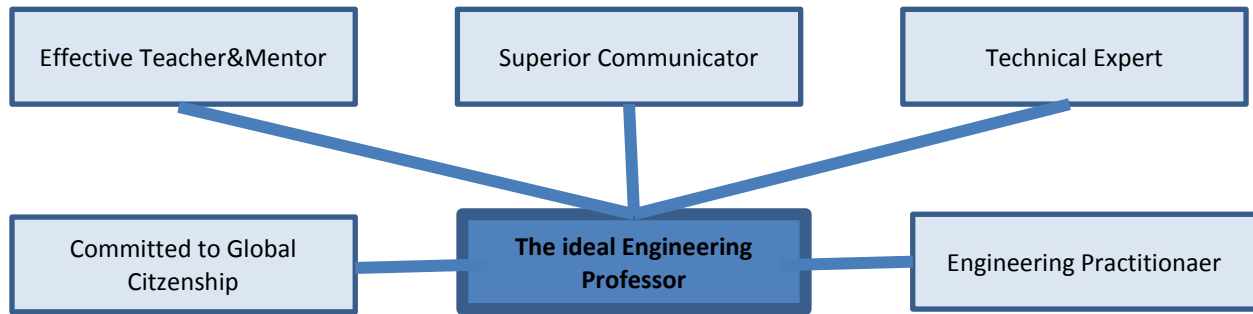 Effective Teacher&Mentor
Superior Communicator
Technical Expert
Committed to Global
Citzenship
The ideal Engineering
Professor
Engineering Practitionaer